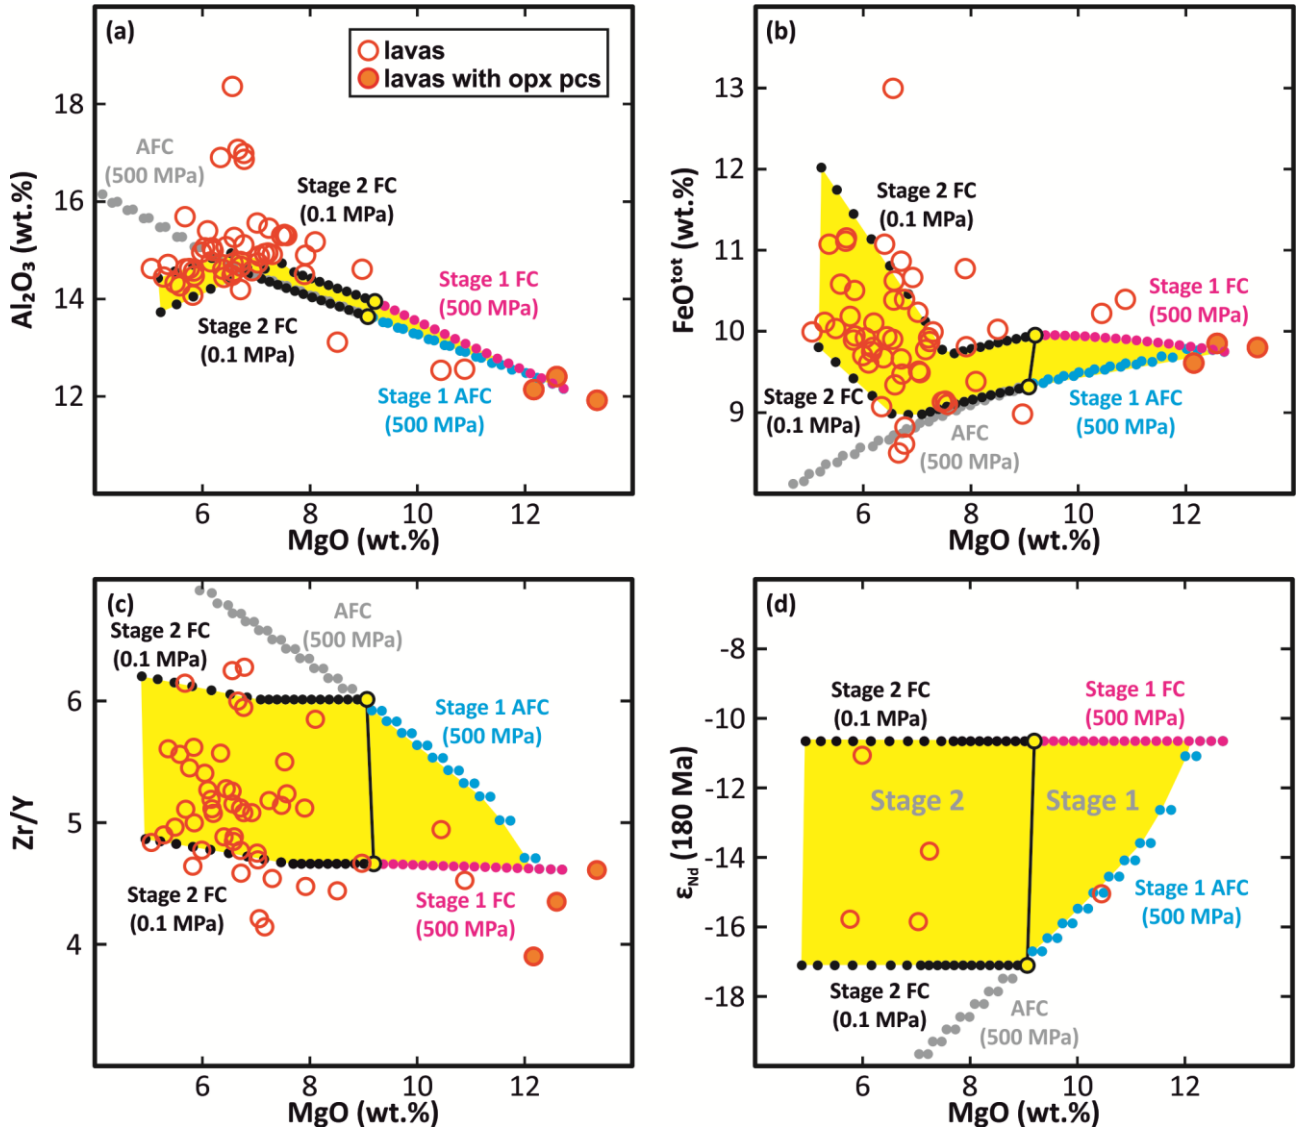 (a)
lavas
lavas with opx pcs
AFC
(500 MPa)
Stage 2 FC
(0.1 MPa)
Stage 1 FC
(500 MPa)
Stage 2 FC
(0.1 MPa)
Stage 1 AFC
(500 MPa)
18
16
14
12
Al₂O₃ (wt.%)
6
8
10
12
MgO (wt.%)
(b)
13
12
11
10
9
FeOᵗᵒᵗ (wt.%)
Stage 2 FC
(0.1 MPa)
Stage 1 FC
(500 MPa)
Stage 2 FC
(0.1 MPa)
AFC
(500 MPa)
Stage 1 AFC
(500 MPa)
6
8
10
12
MgO (wt.%)
(c)
Stage 2 FC
(0.1 MPa)
AFC
(500 MPa)
Stage 1 AFC
(500 MPa)
Stage 2 FC
(0.1 MPa)
Stage 1 FC
(500 MPa)
6
5
4
Zr/Y
6
8
10
12
MgO (wt.%)
(d)
-8
-10
-12
-14
-16
-18
εNd (180 Ma)
Stage 2 FC
(0.1 MPa)
Stage 1 FC
(500 MPa)
Stage 2
Stage 1
Stage 1 AFC
(500 MPa)
Stage 2 FC
(0.1 MPa)
AFC
(500 MPa)
6
8
10
12
MgO (wt.%)